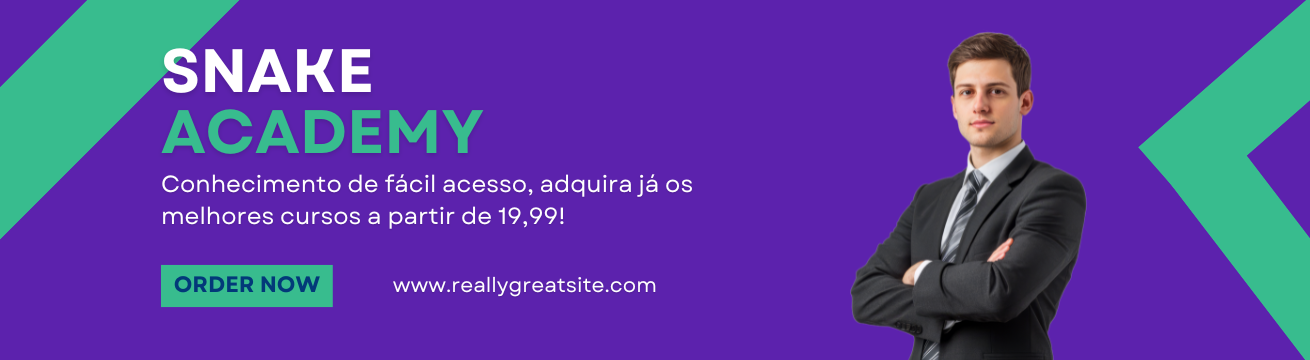 SNAKE
ACADEMY
Conhecimento de fácil acesso, adquira já os
melhores cursos a partir de 19,99!
ORDER NOW
www.reallygreatsite.com